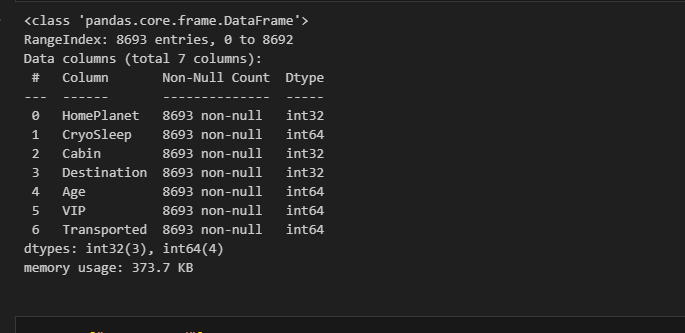 <class 'pandas.core.frame.DataFrame'>
RangeIndex: 8693 entries, 0 to 8692
Data columns (total 7 columns):
 #   Column       Non-Null Count  Dtype
---  ------       --------------  -----
 0   HomePlanet   8693 non-null   int32
 1   CryoSleep    8693 non-null   int64
 2   Cabin        8693 non-null   int32
 3   Destination  8693 non-null   int32
 4   Age          8693 non-null   int64
 5   VIP          8693 non-null   int64
 6   Transported  8693 non-null   int64
dtypes: int32(3), int64(4)
memory usage: 373.7 KB